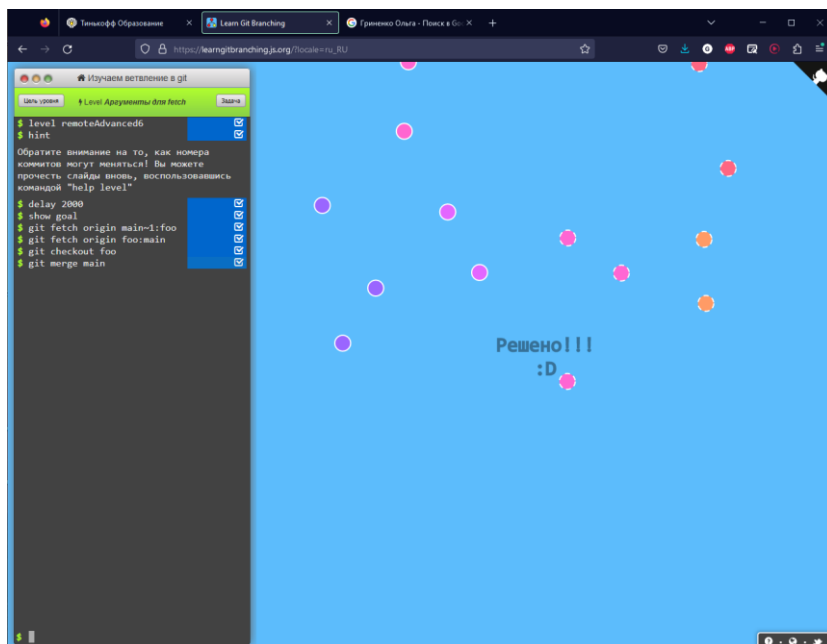 Тинькофф Образование
Learn Git Branching
Гриненко Ольга - Поиск в Goo
https://learngitbranching.js.org/?locale=ru_RU
Изучаем ветвление в git
Цель уровня
Level Аргументы для fetch
Задача
$ level remoteAdvanced6
$ hint
Обратите внимание на то, как номера
коммитов могут меняться! Вы можете
прочесть слайды вновь, воспользовавшись
командой "help level"
$ delay 2000
$ show goal
$ git fetch origin main~1:foo
$ git fetch origin foo:main
$ git checkout foo
$ git merge main
Решено!!!
:D
$